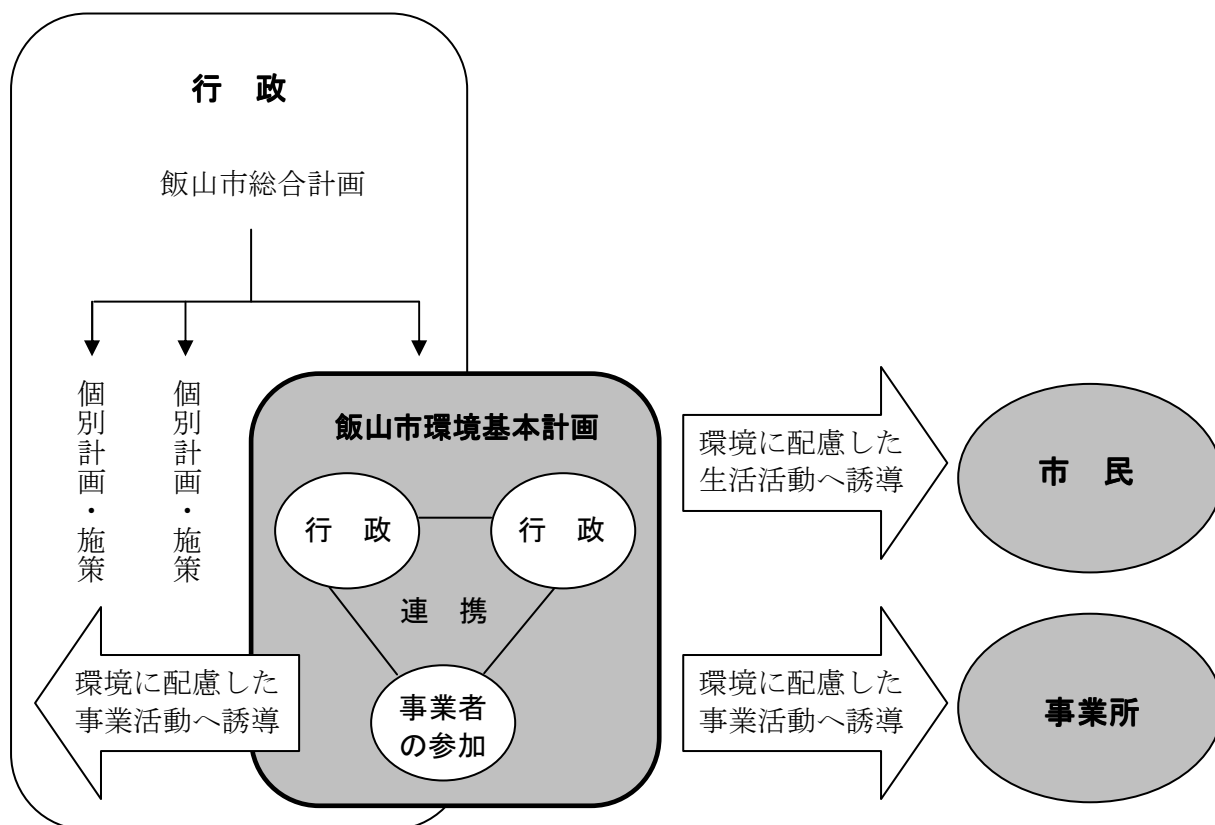 行　政
飯山市総合計画
個別計画・施策
個別計画・施策
飯山市環境基本計画
行　政
行　政
連　携
事業者
の参加
環境に配慮した
事業活動へ誘導
環境に配慮した
生活活動へ誘導
市　民
環境に配慮した
事業活動へ誘導
事業所